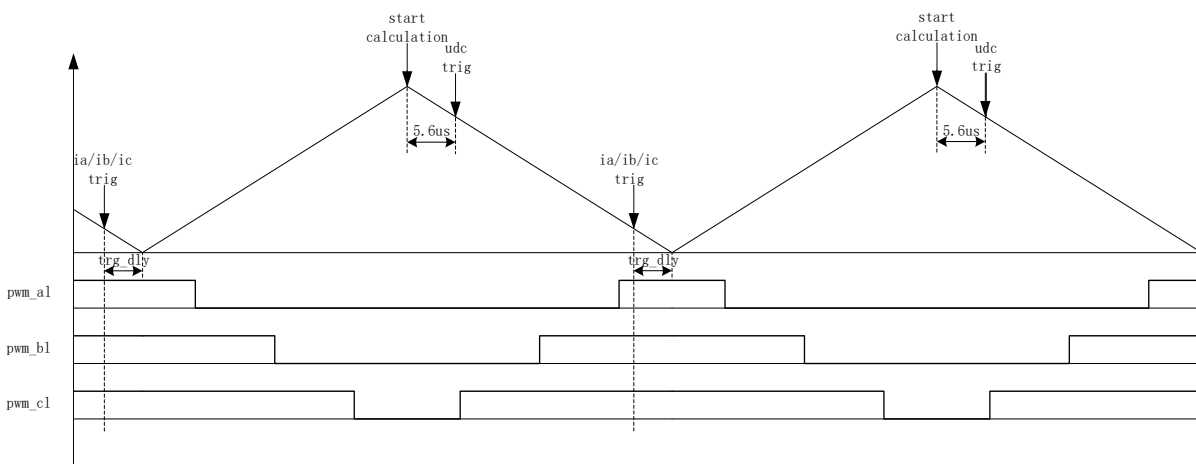 start
calculation
udc
trig
5.6us
start
calculation
udc
trig
5.6us
ia/ib/ic
trig
ia/ib/ic
trig
trg_dly
trg_dly
pwm_al
pwm_bl
pwm_cl